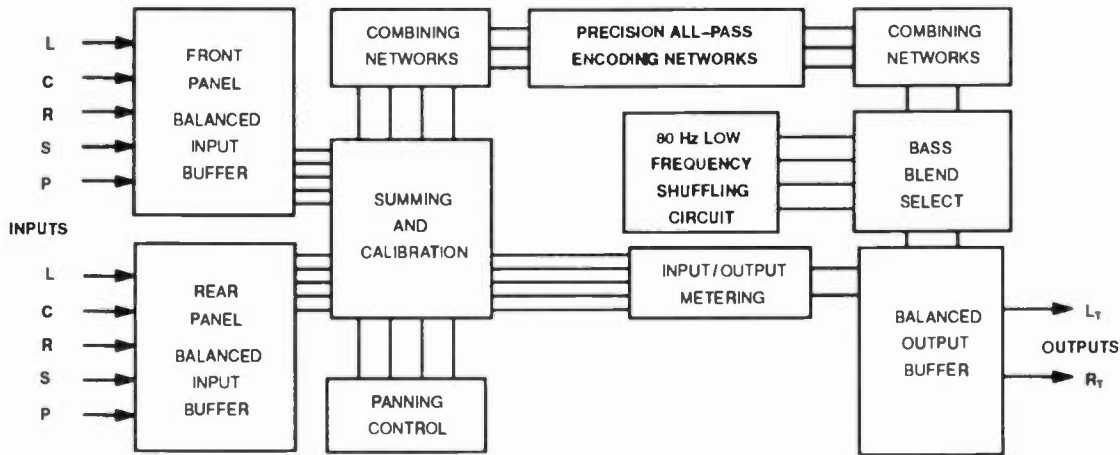 L
C
R
S
P
FRONT
PANEL
BALANCED
INPUT
BUFFER
COMBINING
NETWORKS
PRECISION ALL-PASS
ENCODING NETWORKS
COMBINING
NETWORKS
SUMMING
AND
CALIBRATION
80 Hz LOW
FREQUENCY
SHUFFLING
CIRCUIT
BASS
BLEND
SELECT
INPUTS
L
C
R
S
P
REAR
PANEL
BALANCED
INPUT
BUFFER
PANNING
CONTROL
INPUT/OUTPUT
METERING
BALANCED
OUTPUT
BUFFER
LT
OUTPUTS
RT